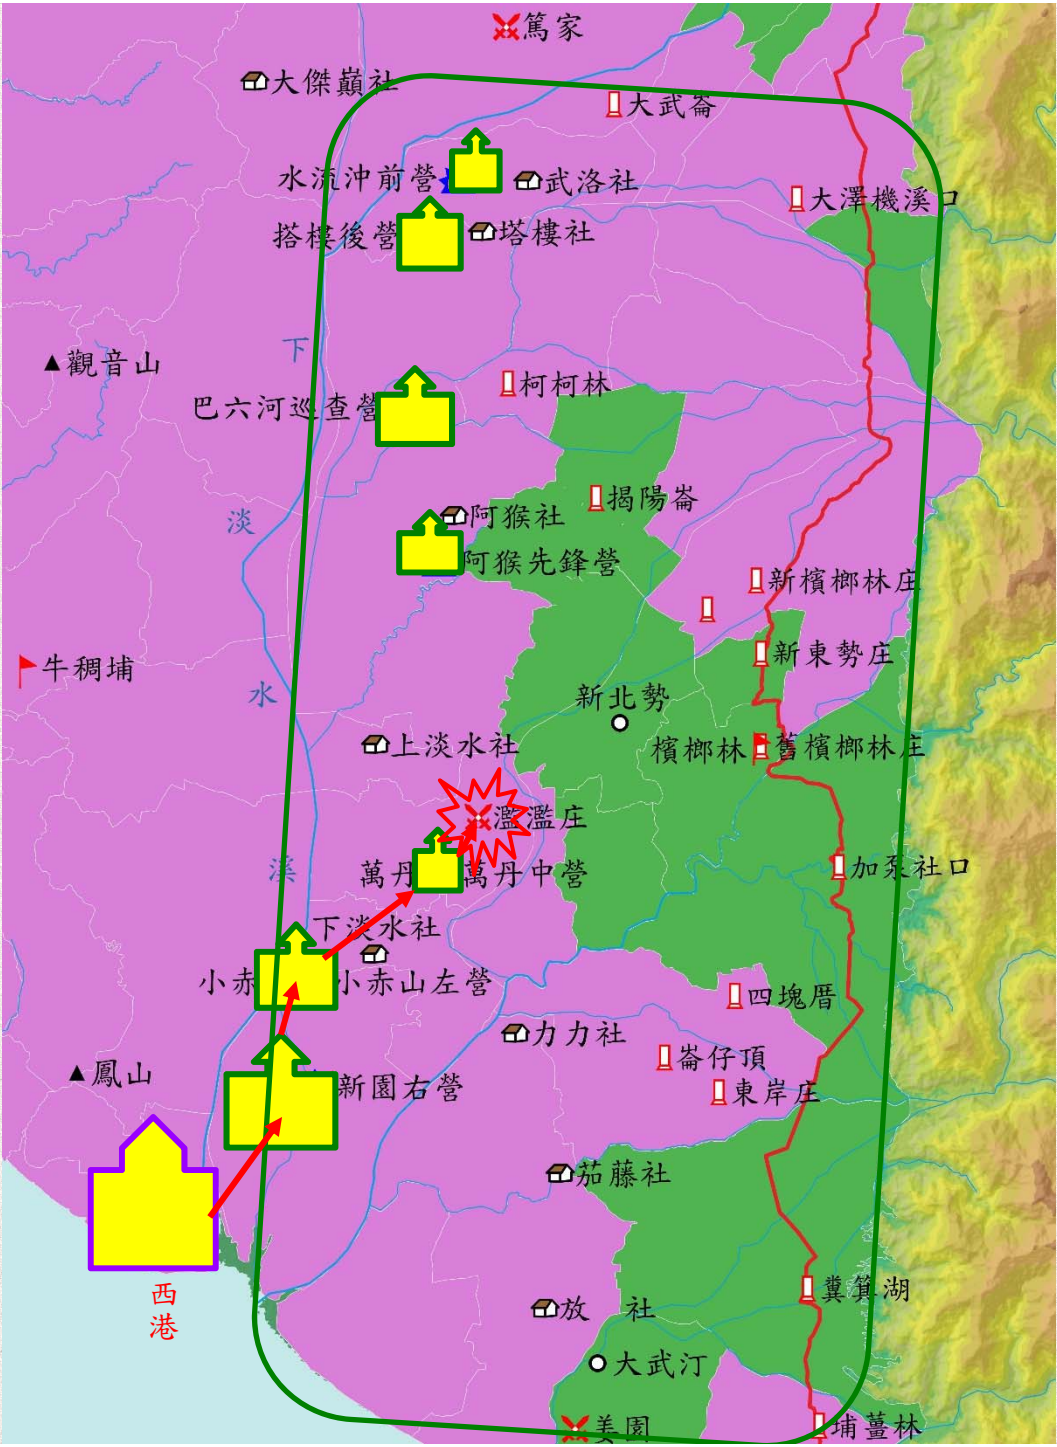 篤家
大傑巔社
大武崙
水流沖前營
武洛社
大澤機溪口
搭樓後營
塔樓社
下
觀音山
柯柯林
巴六河巡查營
揭陽崙
淡
阿猴社
阿猴先鋒營
新檳榔林庄
牛稠埔
新東勢庄
水
新北勢
上淡水社
檳榔林
舊檳榔林庄
濫濫庄
溪
萬丹
萬丹中營
加泵社口
下淡水社
小赤
小赤山左營
四塊厝
力力社
崙仔頂
鳳山
新園右營
東岸庄
茄藤社
西港
糞箕湖
放 社
大武汀
美園
埔薑林